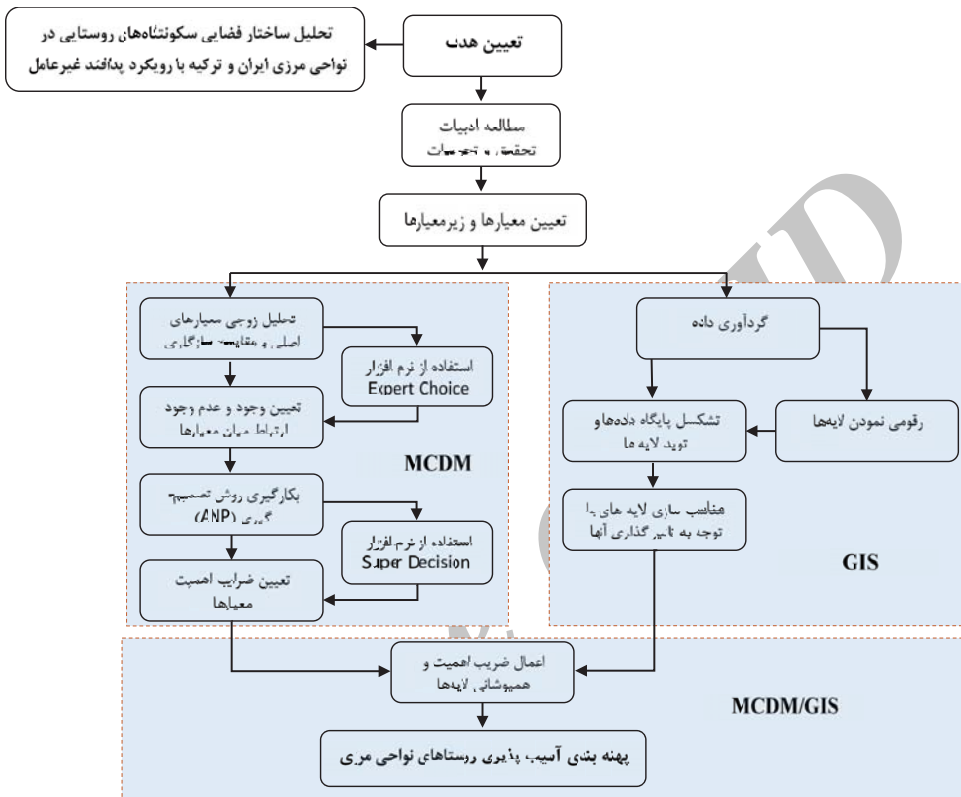 تعیین هدف
تحلیل ساختار فضایی سکونتگاه‌های روستایی در
نواحی مرزی ایران و ترکیه با رویکرد پدافند غیرعامل
مطالعه ادبیات
تحقیق و تجربیات
تعیین معیارها و زیرمعیارها
گردآوری داده
رقومی نمودن لایه‌ها
تشکیل پایگاه داده‌ها و
تولید لایه ها
مناسب سازی لایه های با
توجه به تاثیر گذاری آنها
GIS
تحلیل زوجی معیارهای
اصلی و مقایسه سازگاری
استفاده از نرم افزار
Expert Choice
تعیین وجود و عدم وجود
ارتباط میان معیارها
MCDM
بکارگیری روش تصمیم-
گیری (ANP)
استفاده از نرم‌افزار
Super Decision
تعیین ضرایب اهمیت
معیارها
اعمال ضریب اهمیت و
همپوشانی لایه‌ها
MCDM/GIS
پهنه بندی آسیب پذیری روستاهای نواحی مرزی